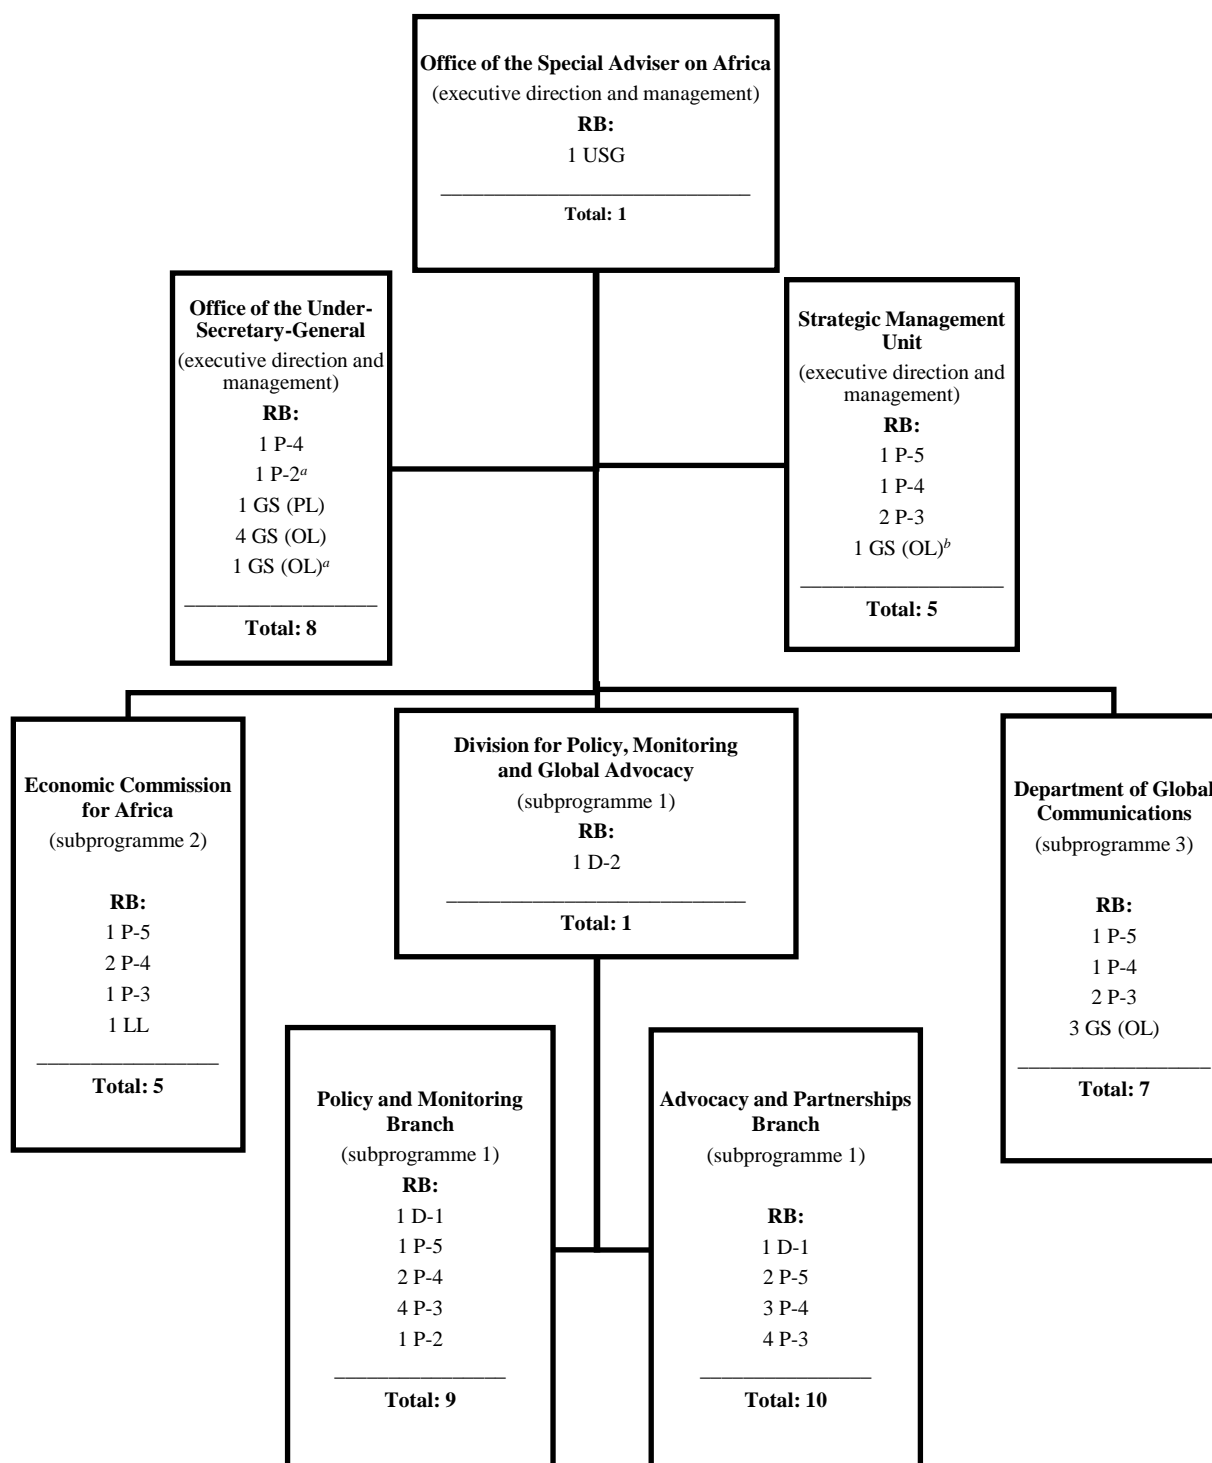 Office of the Special Adviser on Africa
(executive direction and management)
RB:
1 USG
Total: 1
Office of the Under-
Secretary-General
(executive direction and
management)
RB:
1 P-4
1 P-2a
1 GS (PL)
4 GS (OL)
1 GS (OL)a
Total: 8
Strategic Management
Unit
(executive direction and
management)
RB:
1 P-5
1 P-4
2 P-3
1 GS (OL)b
Total: 5
Economic Commission
for Africa
(subprogramme 2)
RB:
1 P-5
2 P-4
1 P-3
1 LL
Total: 5
Division for Policy, Monitoring
and Global Advocacy
(subprogramme 1)
RB:
1 D-2
Total: 1
Department of Global
Communications
(subprogramme 3)
RB:
1 P-5
1 P-4
2 P-3
3 GS (OL)
Total: 7
Policy and Monitoring
Branch
(subprogramme 1)
RB:
1 D-1
1 P-5
2 P-4
4 P-3
1 P-2
Total: 9
Advocacy and Partnerships
Branch
(subprogramme 1)
RB:
1 D-1
2 P-5
3 P-4
4 P-3
Total: 10